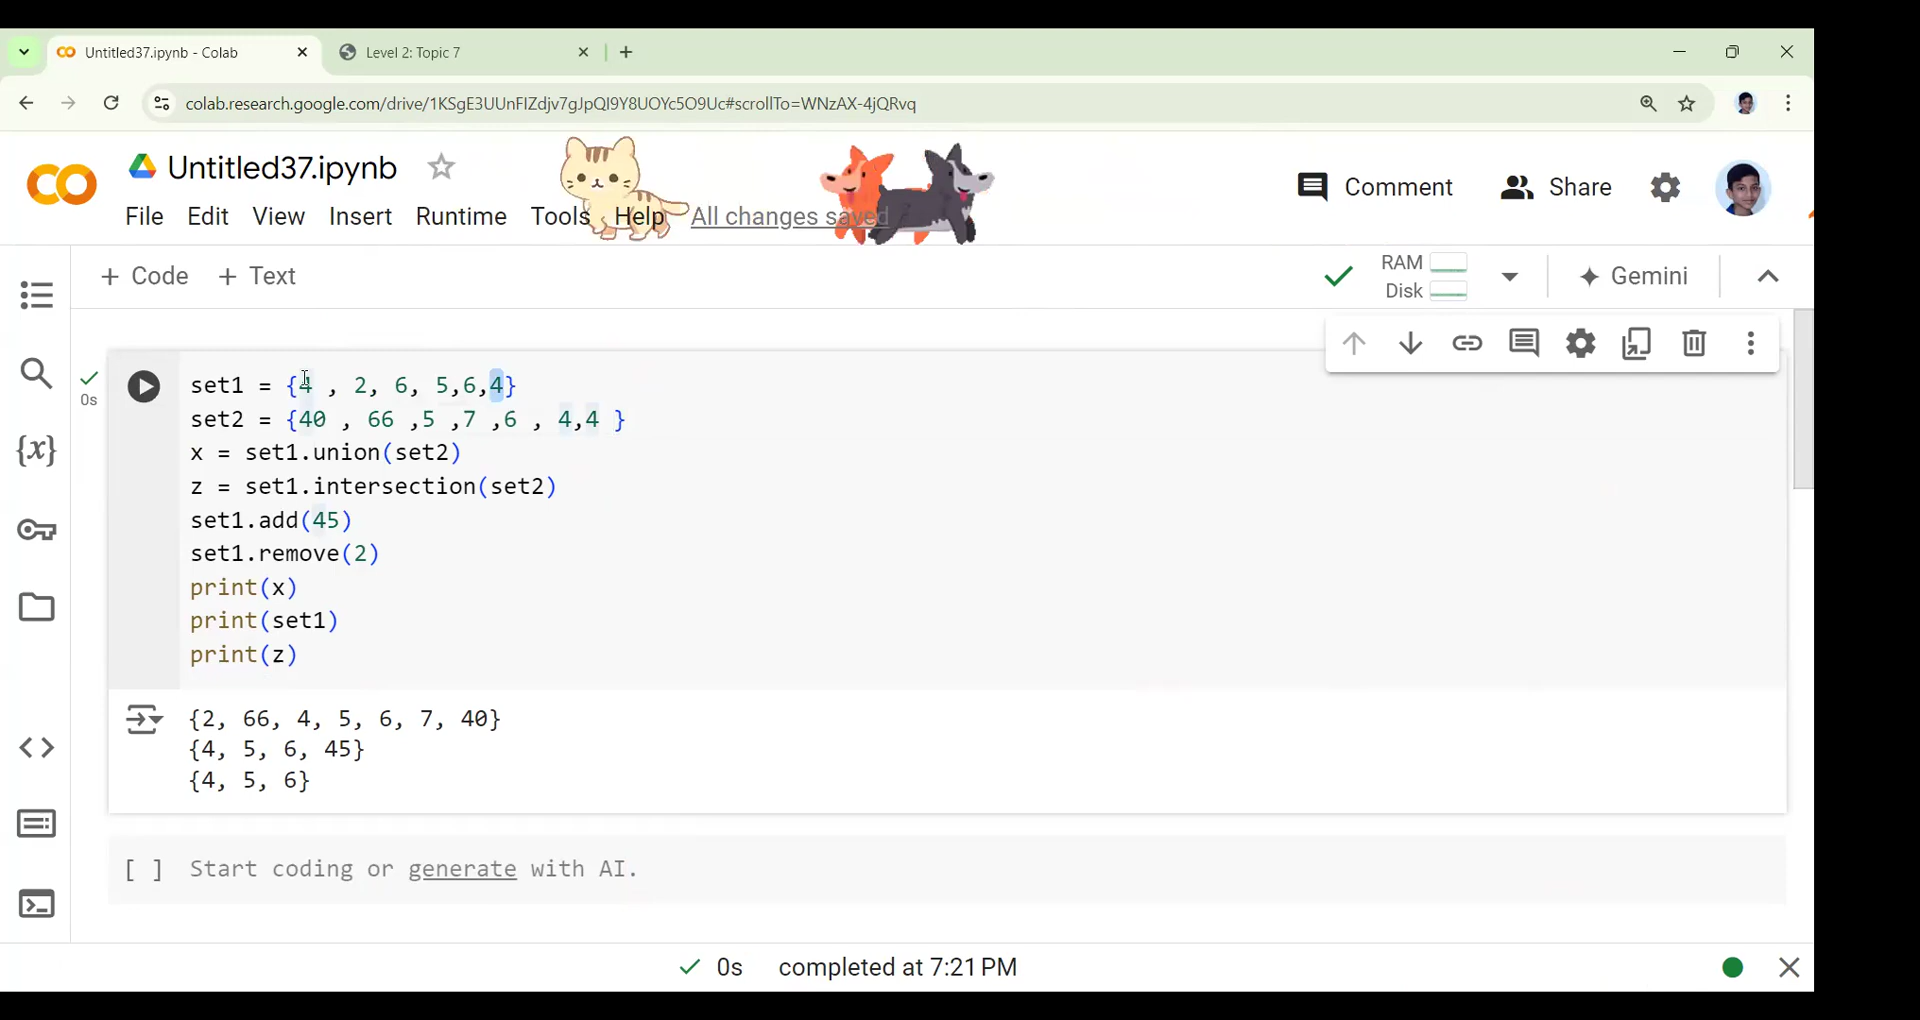 Untitled37.ipynb - Colab
Level 2: Topic 7
colab.research.google.com/drive/1KSgE3UUnFIZdjv7gJpQI9Y8UOYc5O9Uc#scrollTo=WNzAX-4jQRvq
CO
Untitled37.ipynb
Comment
Share
File Edit View Insert Runtime Tools Help All changes saved
+ Code + Text
RAM
Disk
Gemini
set1 = {4 , 2, 6, 5,6,4}
0s
set2 = {40 , 66 ,5 ,7 ,6 , 4,4 }
x = set1.union(set2)
{x}
z = set1.intersection(set2)
set1.add(45)
set1.remove(2)
print(x)
print(set1)
print(z)
{2, 66, 4, 5, 6, 7, 40}
{4, 5, 6, 45}
{4, 5, 6}
[ ] Start coding or generate with AI.
0s completed at 7:21 PM